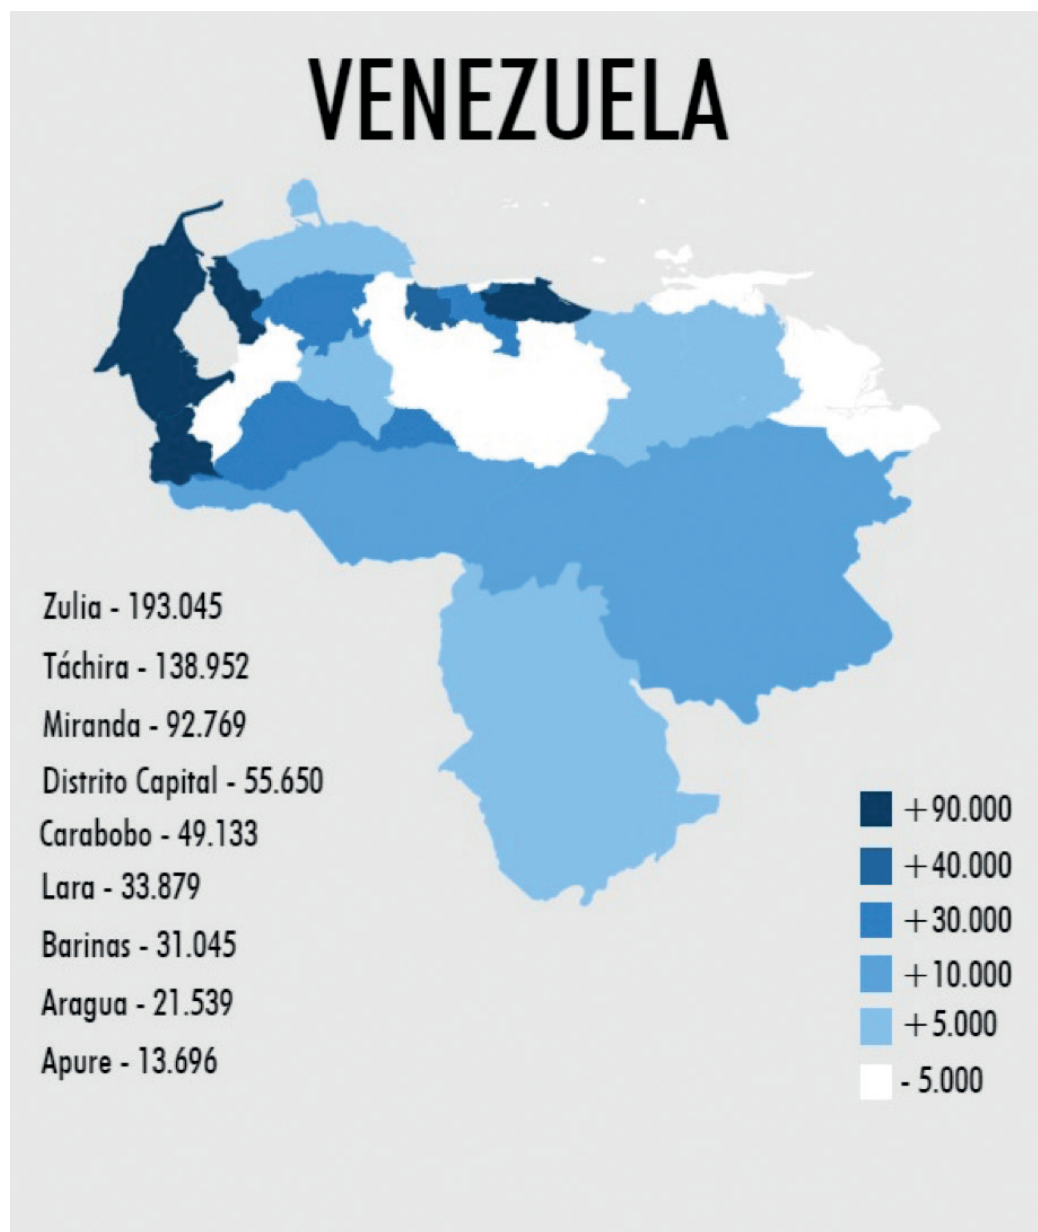 VENEZUELA
Zulia - 193.045
Táchira - 138.952
Miranda - 92.769
Distrito Capital - 55.650
Carabobo - 49.133
Lara - 33.879
Barinas - 31.045
Aragua - 21.539
Apure - 13.696
+90.000
+40.000
+30.000
+10.000
+5.000
- 5.000